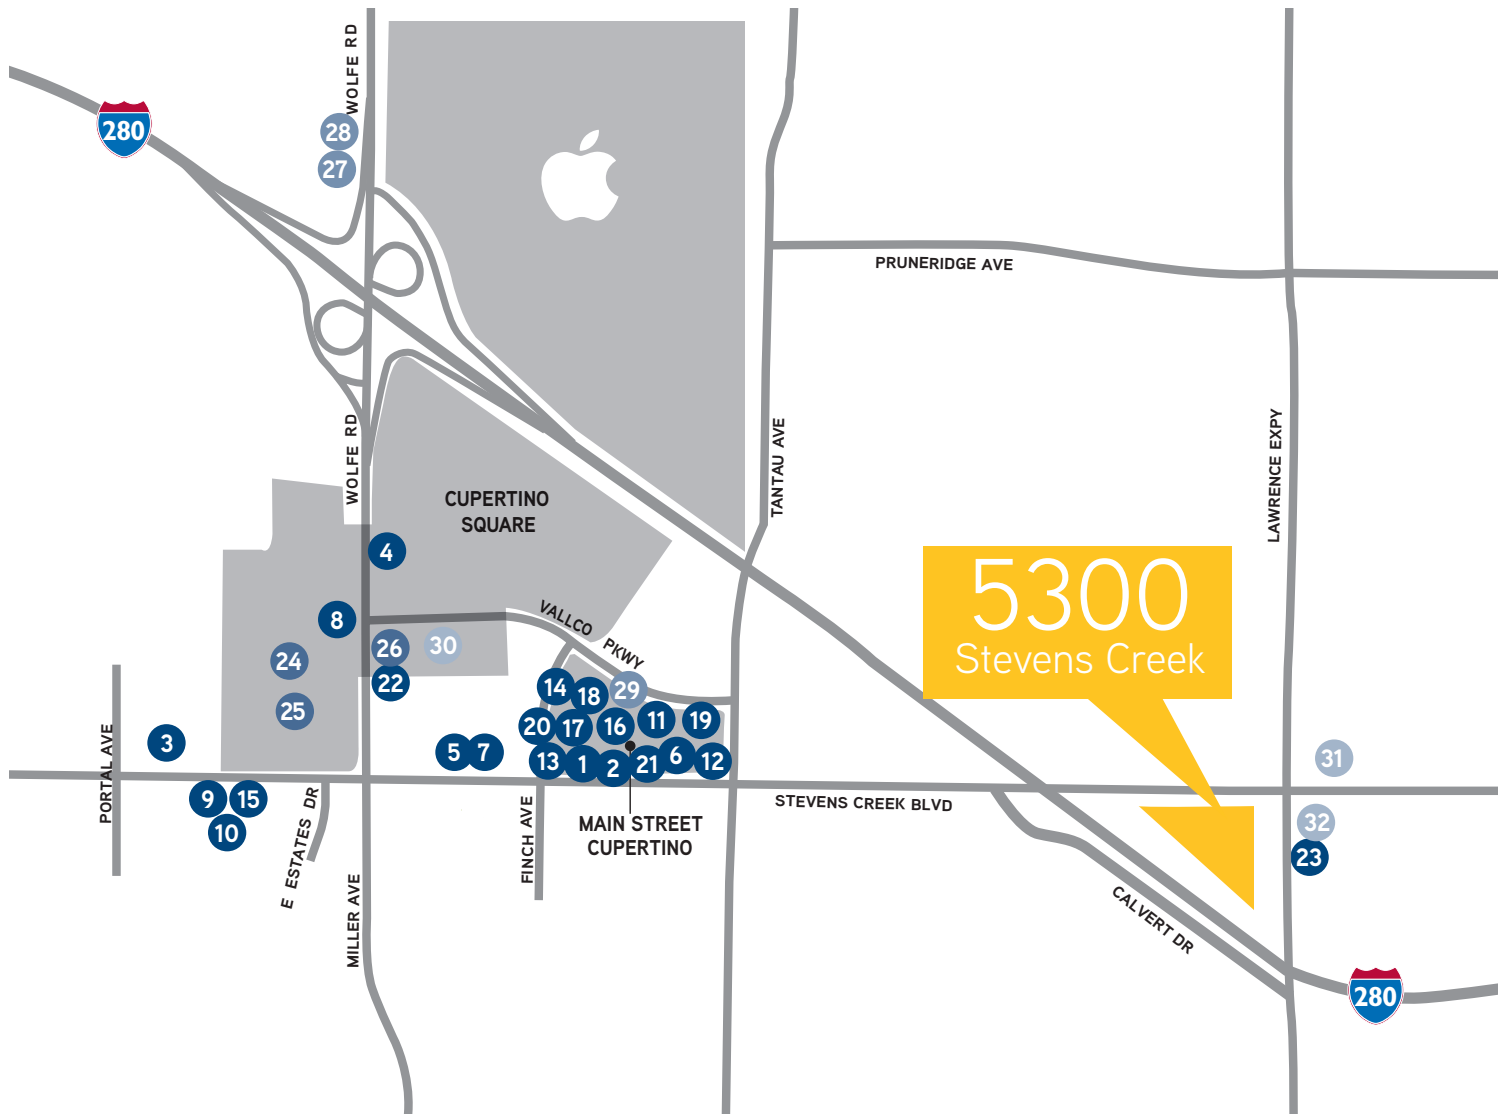 WOLFE RD
280
28
27
PRUNERIDGE AVE
WOLFE RD
TANTAU AVE
LAWRENCE EXPY
CUPERTINO
SQUARE
4
5300
Stevens Creek
8
VALLCO PKWY
26
30
24
22
25
14
18
29
20
17
16
11
19
PORTAL AVE
3
5
7
13
1
2
21
6
12
31
9
15
10
E ESTATES DR
MILLER AVE
FINCH AVE
MAIN STREET
CUPERTINO
STEVENS CREEK BLVD
32
23
CALVERT DR
280